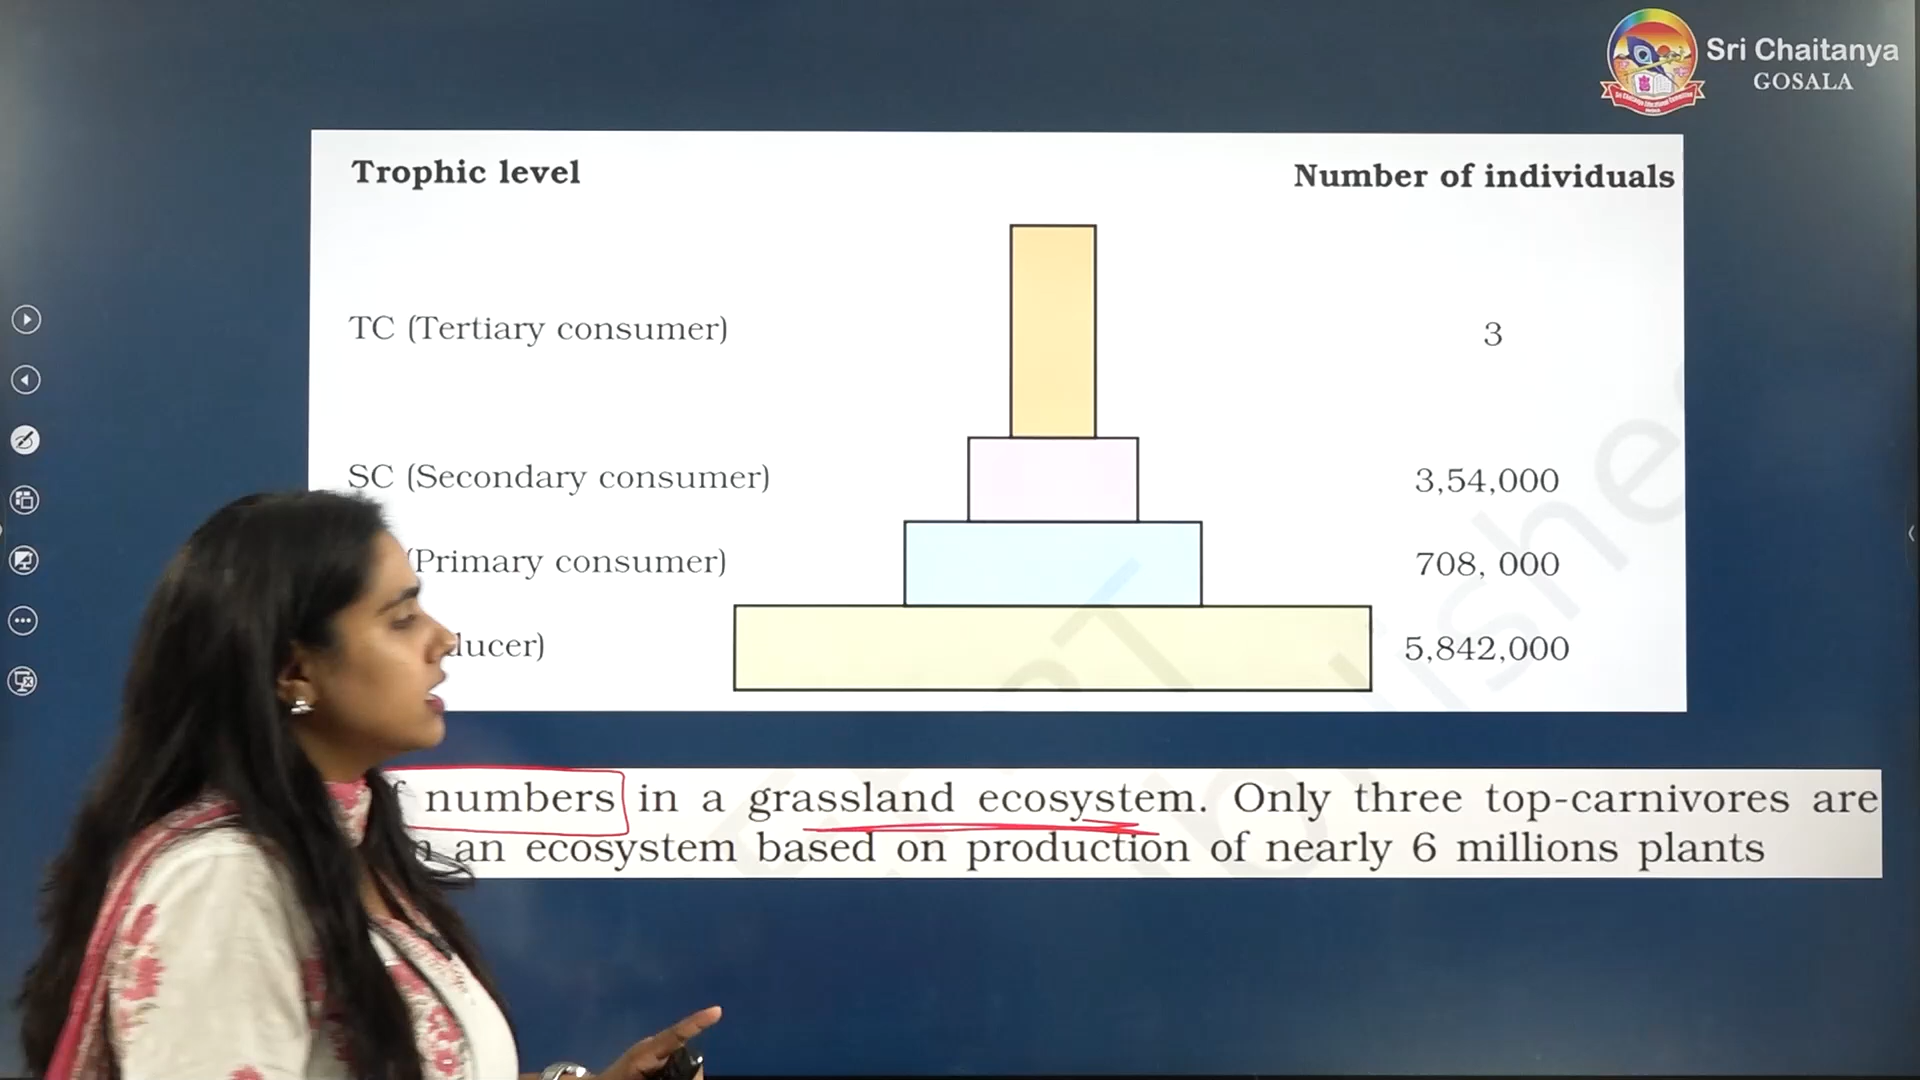 Sri Chaitanya
GOSALA
Trophic level Number of individuals
TC (Tertiary consumer) 3
SC (Secondary consumer) 3,54,000
(Primary consumer) 708, 000
ducer) 5,842,000
numbers in a grassland ecosystem. Only three top-carnivores are
an ecosystem based on production of nearly 6 millions plants